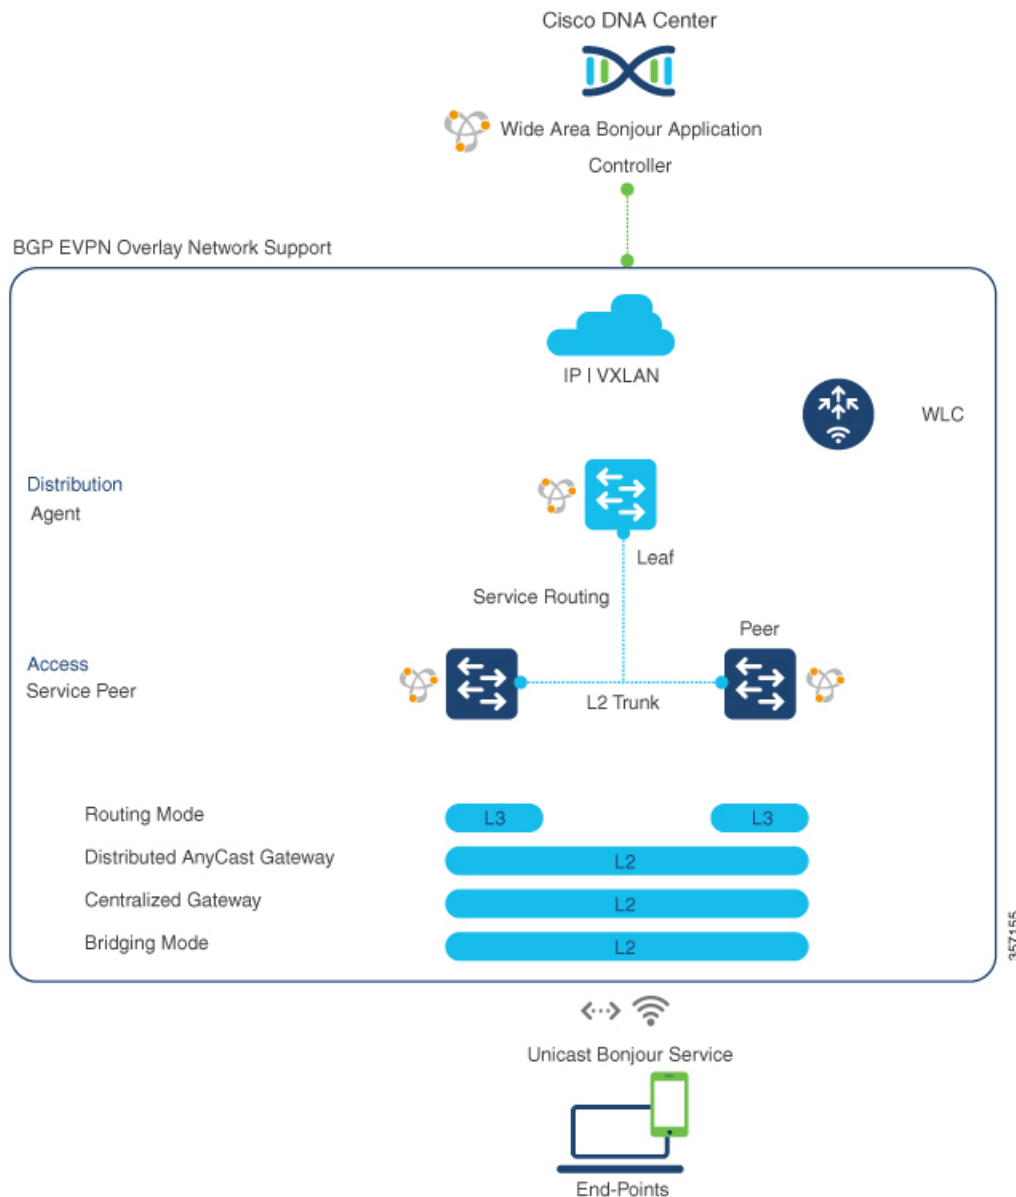 Cisco DNA Center
Wide Area Bonjour Application
Controller
BGP EVPN Overlay Network Support
IP I VXLAN
WLC
Distribution
Agent
Leaf
Service Routing
Peer
Access
Service Peer
L2 Trunk
Routing Mode
L3
L3
Distributed AnyCast Gateway
L2
Centralized Gateway
L2
Bridging Mode
L2
357155
Unicast Bonjour Service
End-Points